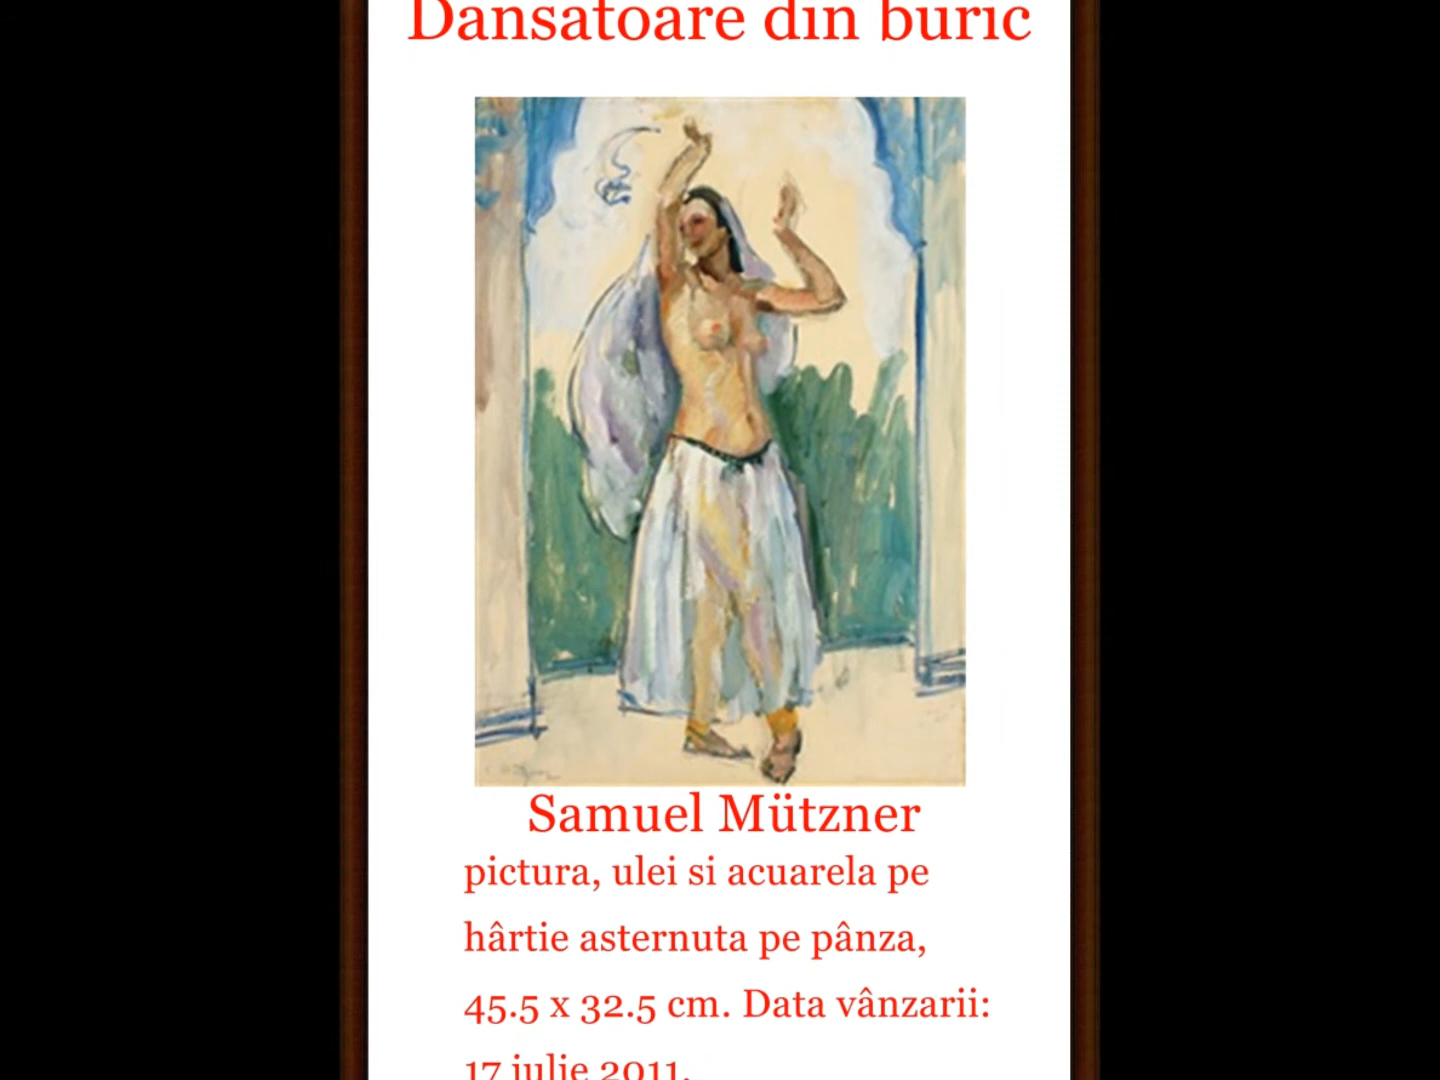 Dansatoare din buric
Samuel Mützner
pictura, ulei si acuarela pe
hârtie asternuta pe pânza,
45.5 x 32.5 cm. Data vânzarii:
17 iulie 2011.